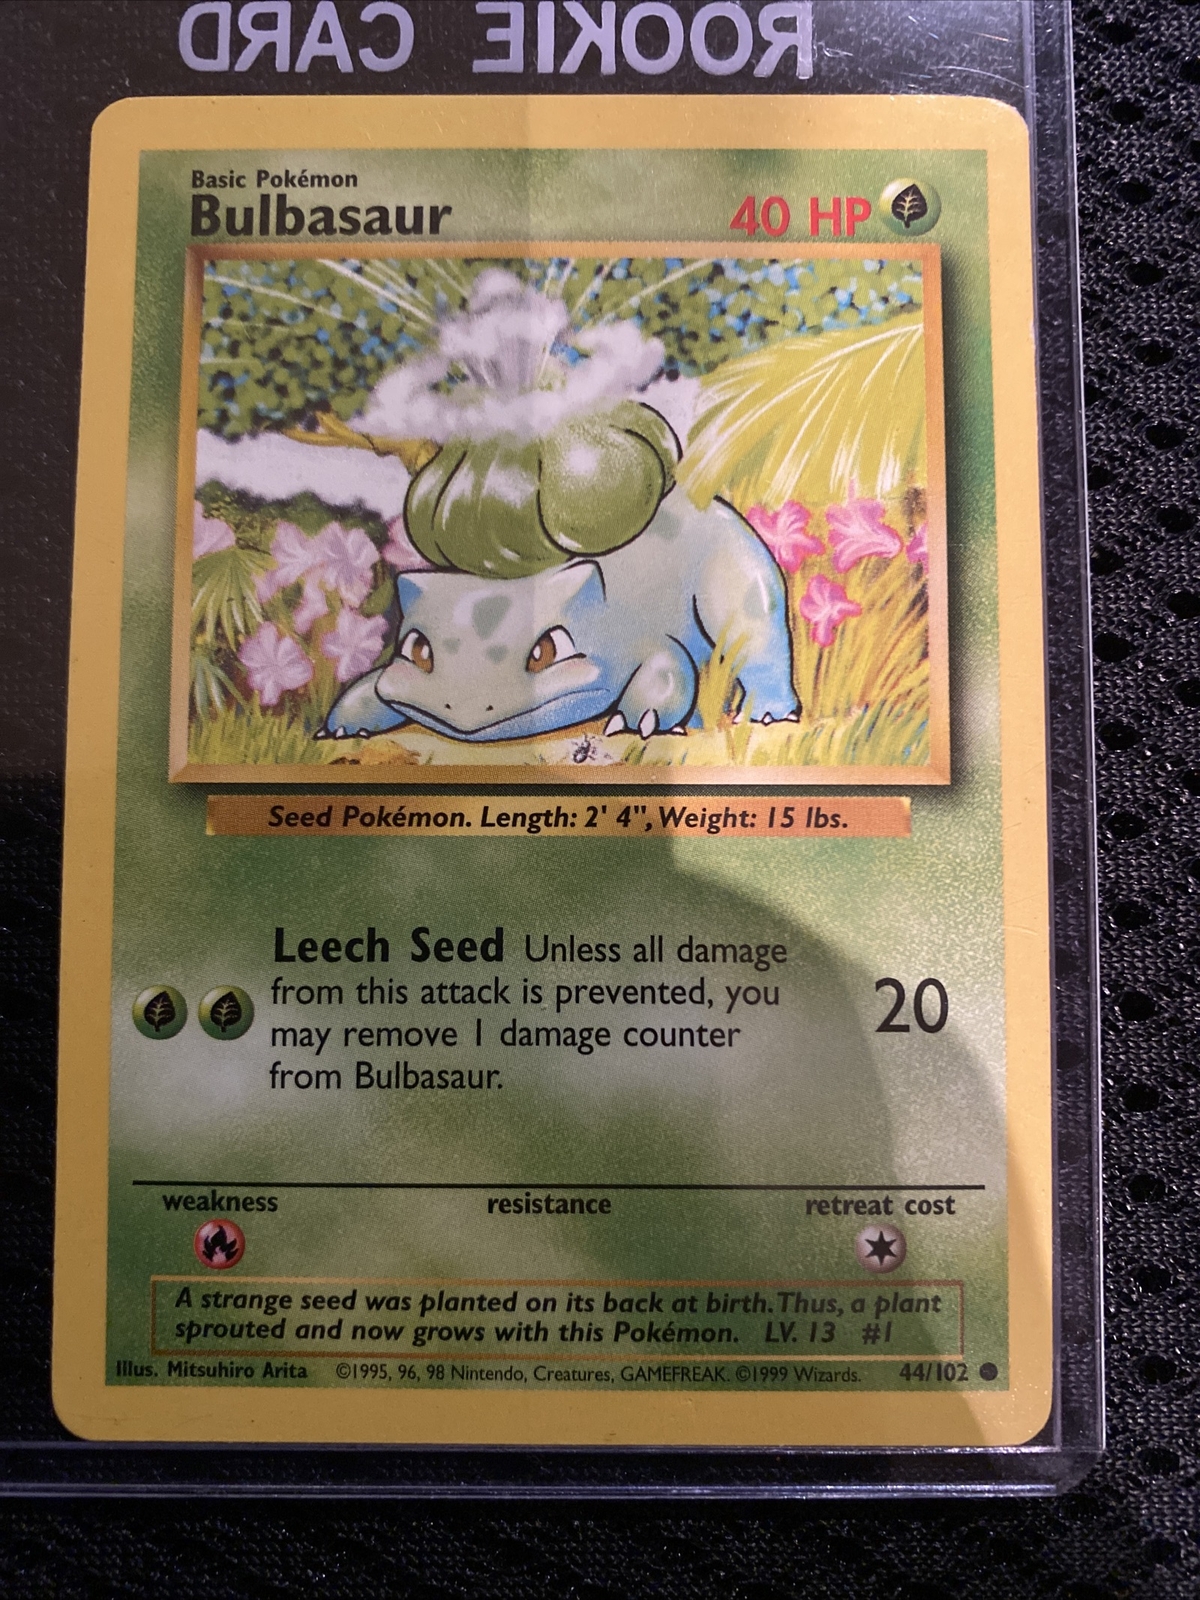 ROOKIE CARD
Basic Pokémon
Bulbasaur
40 HP
Seed Pokémon. Length: 2' 4", Weight: 15 lbs.
Leech Seed Unless all damage
from this attack is prevented, you
may remove 1 damage counter
from Bulbasaur.
20
weakness
resistance
retreat cost
A strange seed was planted on its back at birth. Thus, a plant
sprouted and now grows with this Pokémon. LV. 13 #1
Illus. Mitsuhiro Arita ©1995, 96, 98 Nintendo, Creatures, GAMEFREAK. ©1999 Wizards. 44/102